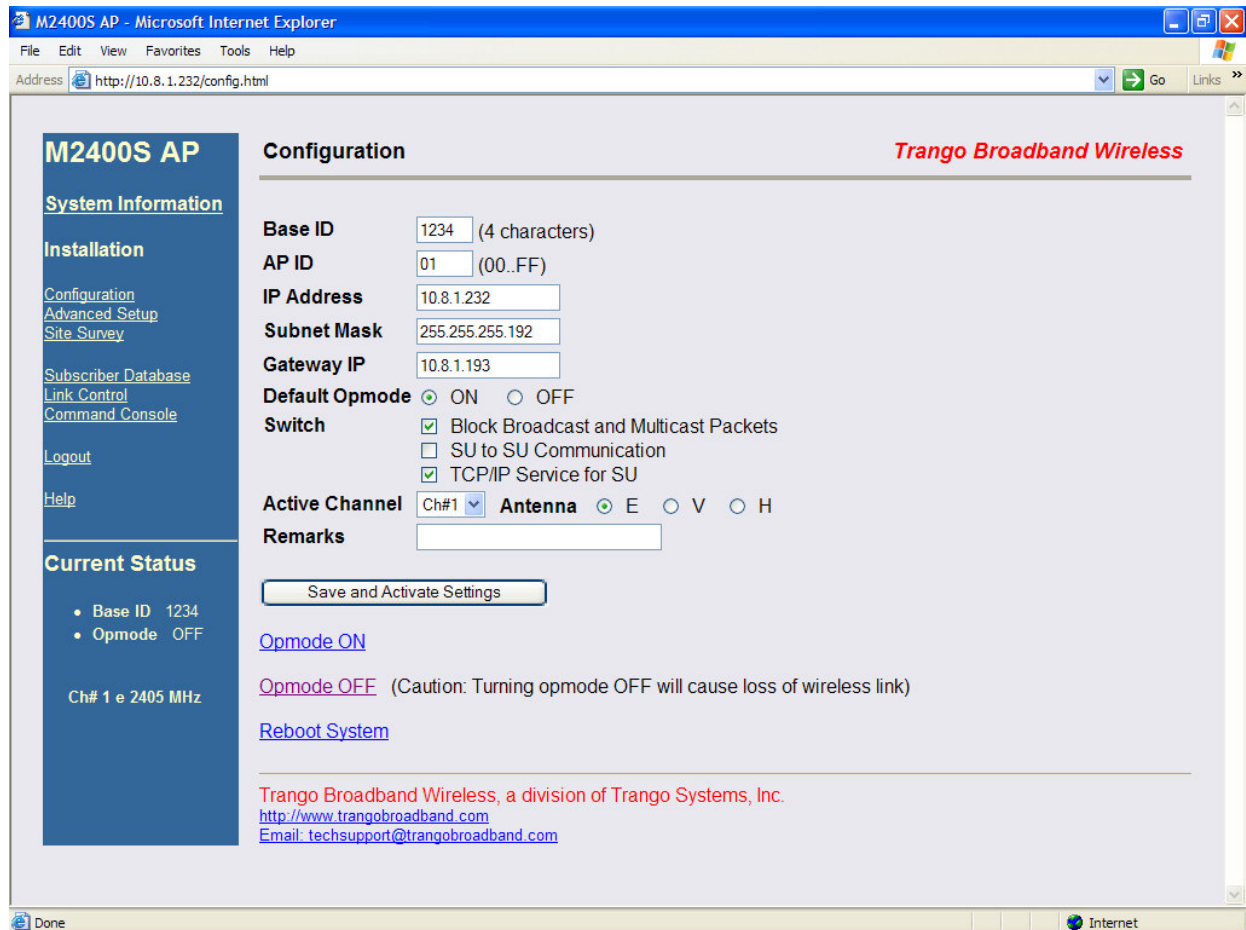 M2400S AP - Microsoft Internet Explorer
File Edit View Favorites Tools Help
Address http://10.8.1.232/config.html Go Links »
M2400S AP
System Information
Installation
Configuration
Advanced Setup
Site Survey
Subscriber Database
Link Control
Command Console
Logout
Help
Current Status
• Base ID 1234
• Opmode OFF
Ch# 1 e 2405 MHz
Configuration Trango Broadband Wireless
Base ID 1234 (4 characters)
AP ID 01 (00..FF)
IP Address 10.8.1.232
Subnet Mask 255.255.255.192
Gateway IP 10.8.1.193
Default Opmode ON OFF
Switch Block Broadcast and Multicast Packets
SU to SU Communication
TCP/IP Service for SU
Active Channel Ch#1 Antenna E V H
Remarks
Save and Activate Settings
Opmode ON
Opmode OFF (Caution: Turning opmode OFF will cause loss of wireless link)
Reboot System
Trango Broadband Wireless, a division of Trango Systems, Inc.
http://www.trangobroadband.com
Email: techsupport@trangobroadband.com
Done Internet